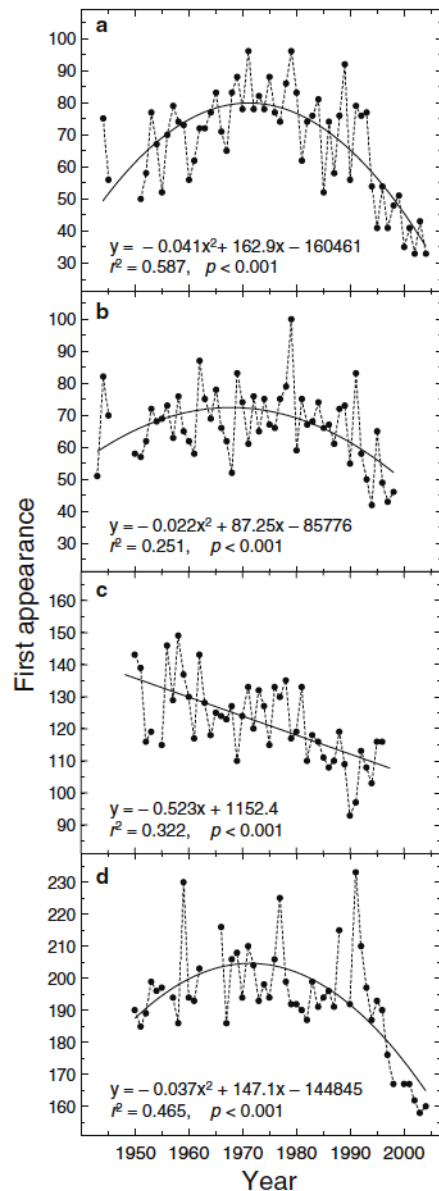 a
100
90
80
70
60
50
40
30
y = − 0.041x²+ 162.9x − 160461
r² = 0.587, p < 0.001
b
100
90
80
70
60
50
40
30
y = − 0.022x² + 87.25x − 85776
r² = 0.251, p < 0.001
First appearance
c
160
150
140
130
120
110
100
90
y = − 0.523x + 1152.4
r² = 0.322, p < 0.001
d
230
220
210
200
190
180
170
160
y = − 0.037x² + 147.1x − 144845
r² = 0.465, p < 0.001
1950 1960 1970 1980 1990 2000
Year